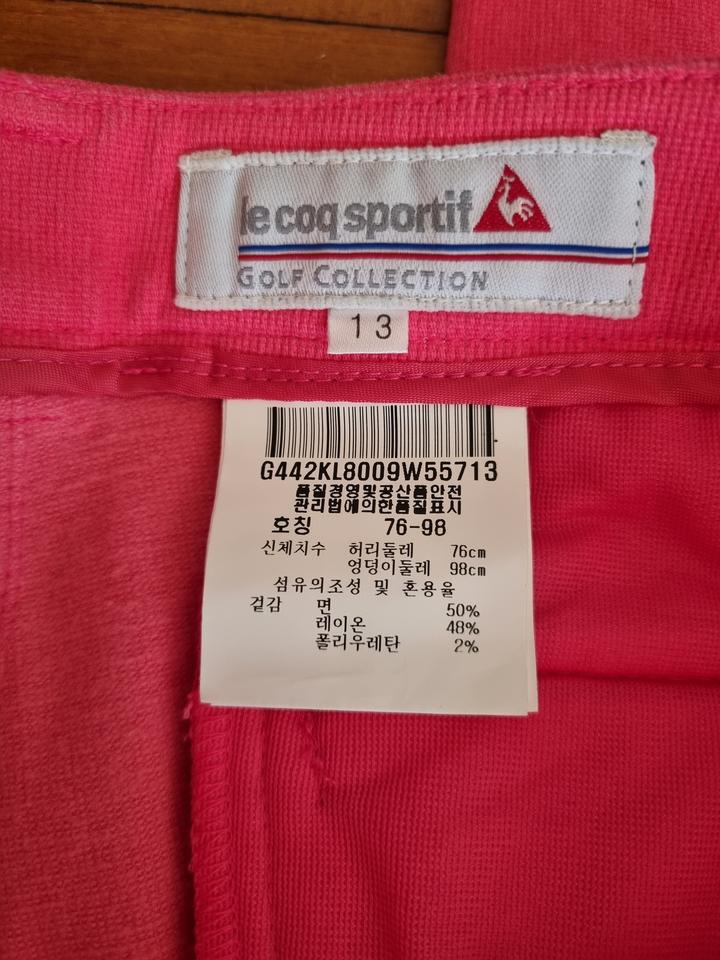 le coq sportif
GOLF COLLECTION
13
G442KL8009W55713
품질경영및공산품안전
관리법에의한품질표시
호칭 76-98
신체치수 허리둘레 76cm
엉덩이둘레 98cm
섬유의조성 및 혼용율
겉감 면 50%
레이온 48%
폴리우레탄 2%